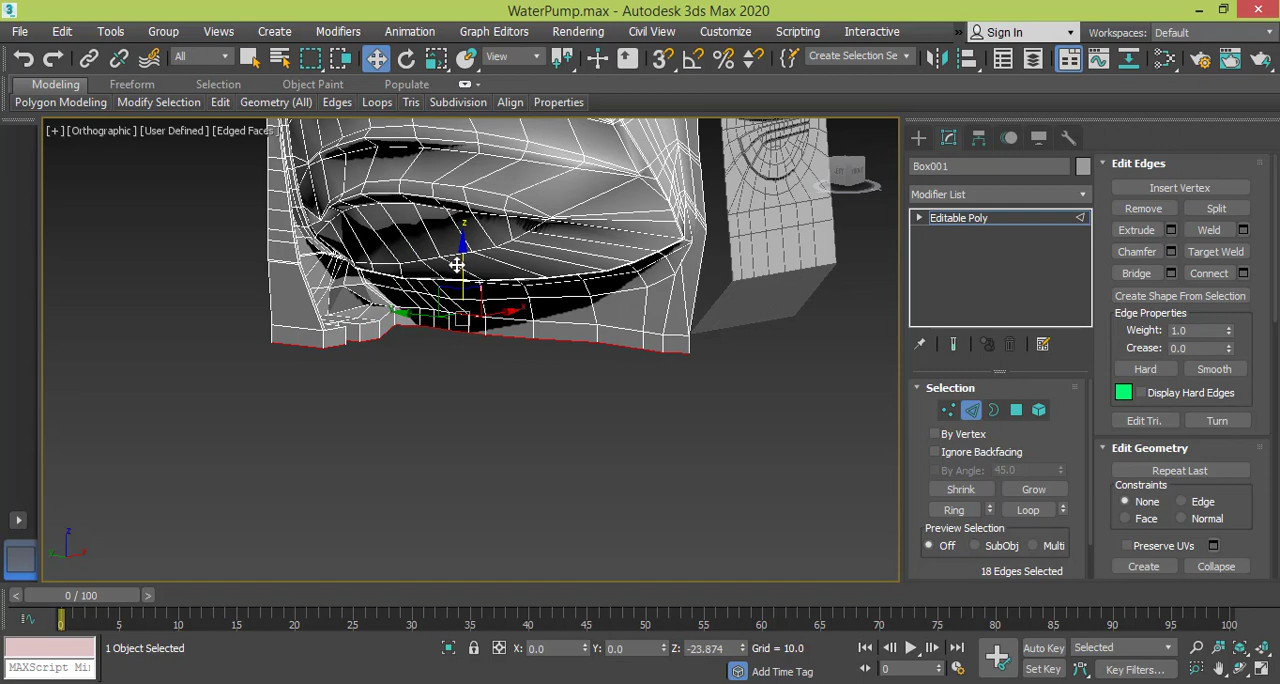 WaterPump.max - Autodesk 3ds Max 2020
File Edit Tools Group Views Create Modifiers Animation Graph Editors Rendering Civil View Customize Scripting Interactive » Sign In Workspaces: Default
All View Create Selection Se
Modeling Freeform Selection Object Paint Populate
Polygon Modeling Modify Selection Edit Geometry (All) Edges Loops Tris Subdivision Align Properties
[+] [Orthographic] [User Defined] [Edged Faces]
z
x
Box001
Modifier List
Editable Poly
Selection
By Vertex
Ignore Backfacing
By Angle: 45.0
Shrink Grow
Ring Loop
Preview Selection
Off SubObj Multi
18 Edges Selected
Edit Edges
Insert Vertex
Remove Split
Extrude Weld
Chamfer Target Weld
Bridge Connect
Create Shape From Selection
Edge Properties
Weight: 1.0
Crease: 0.0
Hard Smooth
Display Hard Edges
Edit Tri. Turn
Edit Geometry
Repeat Last
Constraints
None Edge
Face Normal
Preserve UVs
Create Collapse
z
x
< 0 / 100 >
0 5 10 15 20 25 30 35 40 45 50 55 60 65 70 75 80 85 90 95 100
1 Object Selected X: 0.0 Y: 0.0 Z: -23.874 Grid = 10.0 Auto Key Selected
MAXScript Mi Add Time Tag 0 Set Key Key Filters...